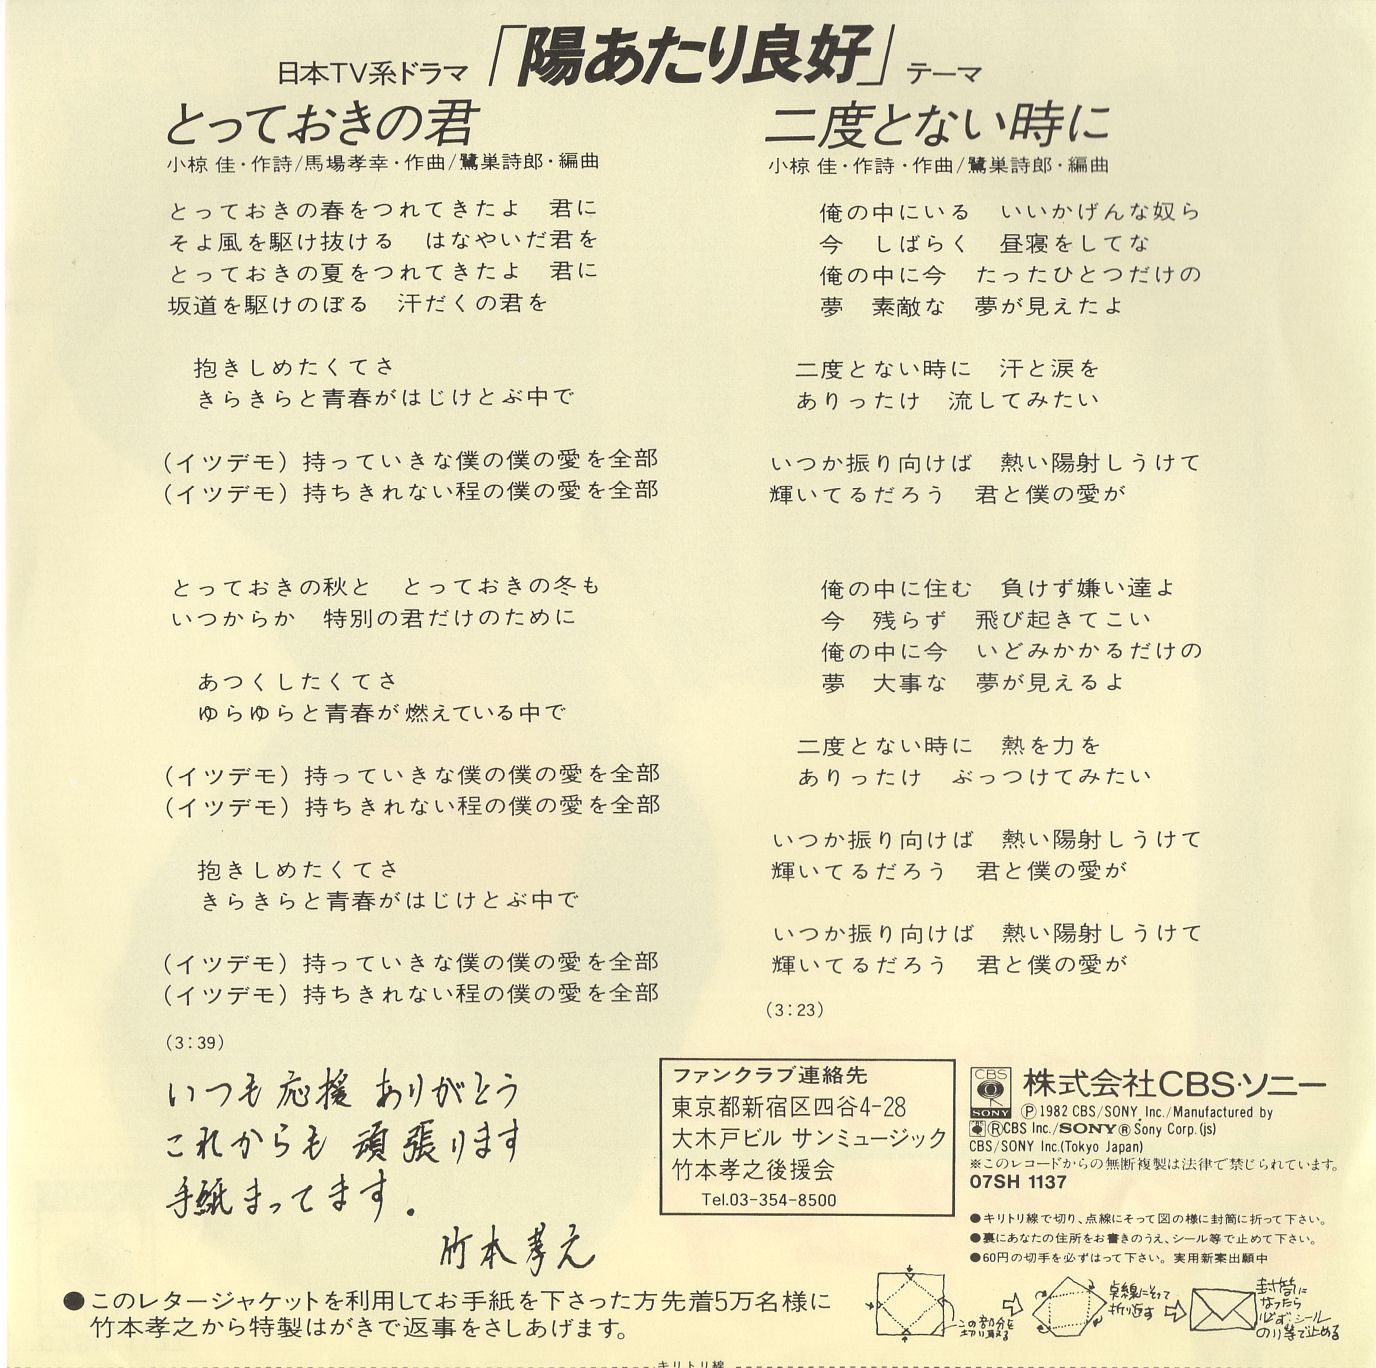 日本TV系ドラマ「陽あたり良好」テーマ
とっておきの君
小椋 佳・作詩/馬場孝幸・作曲/鷺巣詩郎・編曲
とっておきの春をつれてきたよ　君に
そよ風を駆け抜ける　はなやいだ君を
とっておきの夏をつれてきたよ　君に
坂道を駆けのぼる　汗だくの君を
抱きしめたくてさ
きらきらと青春がはじけとぶ中で
(イツデモ) 持っていきな僕の僕の愛を全部
(イツデモ) 持ちきれない程の僕の愛を全部
とっておきの秋と　とっておきの冬も
いつからか　特別の君だけのために
あつくしたくてさ
ゆらゆらと青春が燃えている中で
(イツデモ) 持っていきな僕の僕の愛を全部
(イツデモ) 持ちきれない程の僕の愛を全部
抱きしめたくてさ
きらきらと青春がはじけとぶ中で
(イツデモ) 持っていきな僕の僕の愛を全部
(イツデモ) 持ちきれない程の僕の愛を全部
(3:39)
二度とない時に
小椋 佳・作詩・作曲/鷺巣詩郎・編曲
俺の中にいる　いいかげんな奴ら
今　しばらく　昼寝をしてな
俺の中に今　たったひとつだけの
夢　素敵な　夢が見えたよ
二度とない時に　汗と涙を
ありったけ　流してみたい
いつか振り向けば　熱い陽射しうけて
輝いてるだろう　君と僕の愛が
俺の中に住む　負けず嫌い達よ
今　残らず　飛び起きてこい
俺の中に今　いどみかかるだけの
夢　大事な　夢が見えるよ
二度とない時に　熱を力を
ありったけ　ぶっつけてみたい
いつか振り向けば　熱い陽射しうけて
輝いてるだろう　君と僕の愛が
いつか振り向けば　熱い陽射しうけて
輝いてるだろう　君と僕の愛が
(3:23)
いつも応援ありがとう
これからも頑張ります
手紙まってます.
竹本孝之
ファンクラブ連絡先
東京都新宿区四谷4-28
大木戸ビル サンミュージック
竹本孝之後援会
Tel.03-354-8500
CBS
SONY
株式会社CBS・ソニー
Ⓟ1982 CBS/SONY Inc./Manufactured by
ⓇCBS Inc./SONY® Sony Corp.(js)
CBS/SONY Inc.(Tokyo Japan)
※このレコードからの無断複製は法律で禁じられています。
07SH 1137
●キリトリ線で切り、点線にそって図の様に封筒に折って下さい。
●裏にあなたの住所をお書きのうえ、シール等で止めて下さい。
●60円の切手を必ずはって下さい。実用新案出願中
この部分を
切り取る
点線にそって
折り返す
封筒に
なったら
必ず.シール
のり等で止める
●このレタージャケットを利用してお手紙を下さった方先着5万名様に
竹本孝之から特製はがきで返事をさしあげます。
キリトリ線